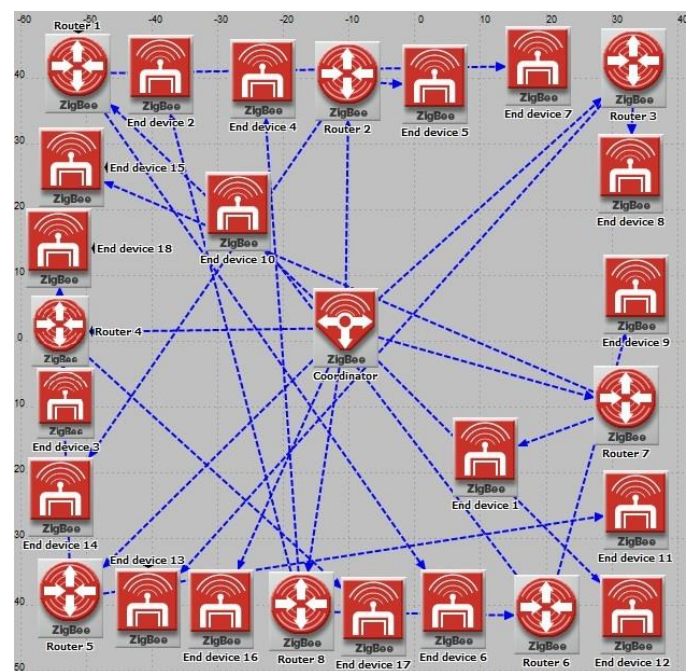 -60 -50 -40 -30 -20 -10 0 10 20 30 40
Router 1
40
ZigBee
End device 2
ZigBee
End device 4
ZigBee
Router 2
ZigBee
End device 5
ZigBee
End device 7
ZigBee
Router 3
ZigBee
30
End device 15
ZigBee
End device 8
ZigBee
20
End device 18
ZigBee
End device 10
ZigBee
10
End device 9
ZigBee
0
Router 4
ZigBee
ZigBee
Coordinator
10
End device 3
ZigBee
ZigBee
Router 7
20
ZigBee
End device 14
ZigBee
End device 1
30
ZigBee
End device 11
End device 13
40
ZigBee
Router 5
ZigBee
ZigBee
End device 16
ZigBee
Router 8
ZigBee
End device 17
ZigBee
End device 6
ZigBee
Router 6
ZigBee
End device 12
50